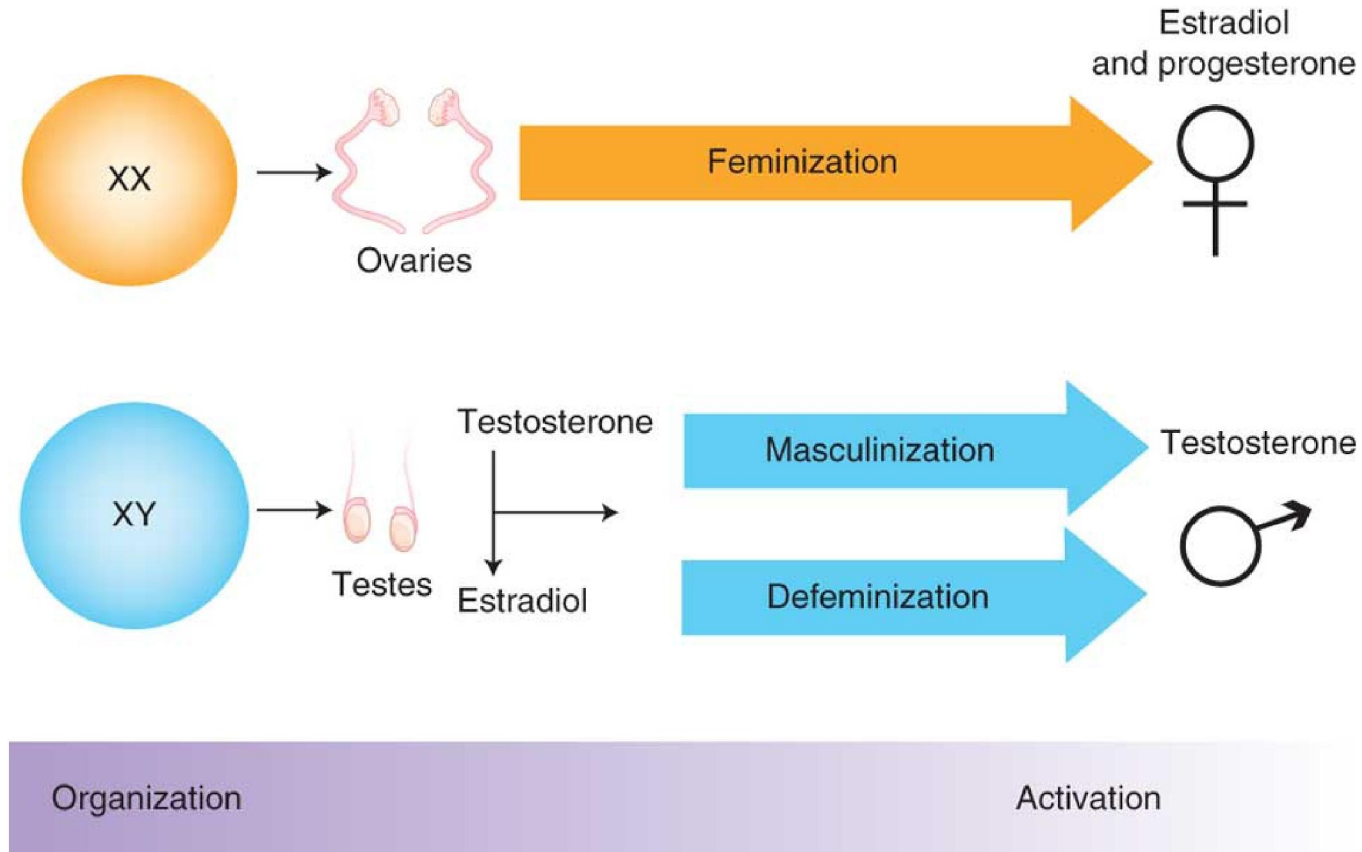 Estradiol
and progesterone
XX
Ovaries
Feminization
XY
Testes
Testosterone
Estradiol
Masculinization
Defeminization
Testosterone
Organization
Activation